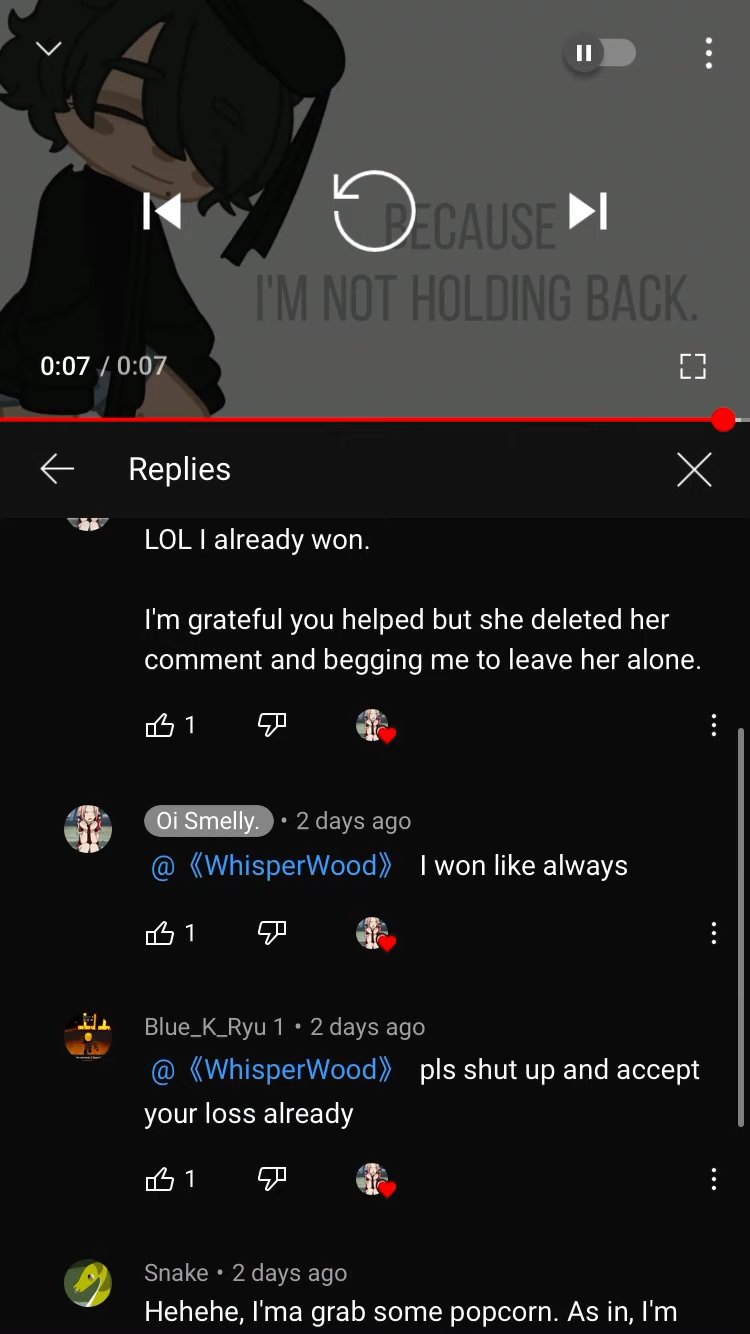 BECAUSE
I'M NOT HOLDING BACK.
0:07 / 0:07
Replies
LOL I already won.
I'm grateful you helped but she deleted her
comment and begging me to leave her alone.
1
Oi Smelly. • 2 days ago
@《WhisperWood》 I won like always
1
Blue_K_Ryu 1 • 2 days ago
@《WhisperWood》 pls shut up and accept
your loss already
1
Snake • 2 days ago
Hehehe, I'ma grab some popcorn. As in, I'm